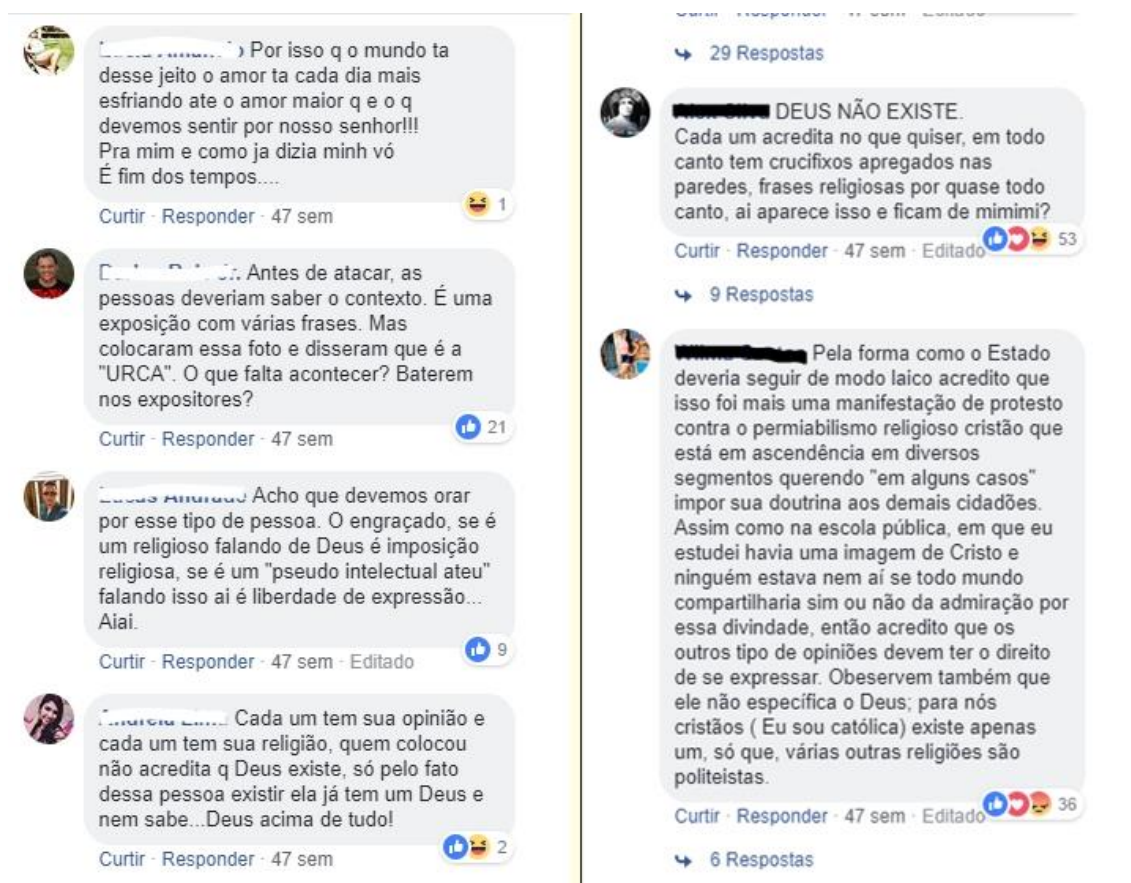 Por isso q o mundo ta
desse jeito o amor ta cada dia mais
esfriando ate o amor maior q e o q
devemos sentir por nosso senhor!!!
Pra mim e como ja dizia minh vó
É fim dos tempos....
1
Curtir · Responder · 47 sem
Antes de atacar, as
pessoas deveriam saber o contexto. É uma
exposição com várias frases. Mas
colocaram essa foto e disseram que é a
"URCA". O que falta acontecer? Baterem
nos expositores?
21
Curtir · Responder · 47 sem
Acho que devemos orar
por esse tipo de pessoa. O engraçado, se é
um religioso falando de Deus é imposição
religiosa, se é um "pseudo intelectual ateu"
falando isso ai é liberdade de expressão...
Aiai.
9
Curtir · Responder · 47 sem · Editado
Cada um tem sua opinião e
cada um tem sua religião, quem colocou
não acredita q Deus existe, só pelo fato
dessa pessoa existir ela já tem um Deus e
nem sabe...Deus acima de tudo!
2
Curtir · Responder · 47 sem
29 Respostas
DEUS NÃO EXISTE.
Cada um acredita no que quiser, em todo
canto tem crucifixos apregados nas
paredes, frases religiosas por quase todo
canto, ai aparece isso e ficam de mimimi?
53
Curtir · Responder · 47 sem · Editado
9 Respostas
Pela forma como o Estado
deveria seguir de modo laico acredito que
isso foi mais uma manifestação de protesto
contra o permiabilismo religioso cristão que
está em ascendência em diversos
segmentos querendo "em alguns casos"
impor sua doutrina aos demais cidadões.
Assim como na escola pública, em que eu
estudei havia uma imagem de Cristo e
ninguém estava nem aí se todo mundo
compartilharia sim ou não da admiração por
essa divindade, então acredito que os
outros tipo de opiniões devem ter o direito
de se expressar. Obeservem também que
ele não específica o Deus; para nós
cristãos ( Eu sou católica) existe apenas
um, só que, várias outras religiões são
politeistas.
36
Curtir · Responder · 47 sem · Editado
6 Respostas